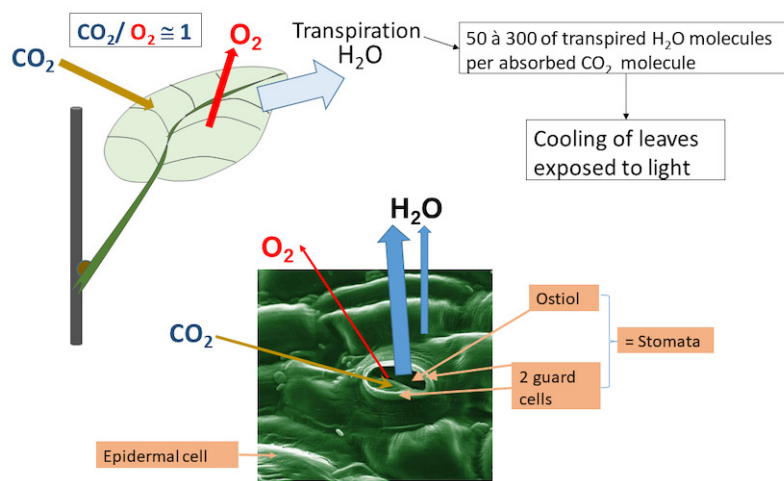 CO₂/ O₂ ≅ 1
O₂
CO₂
Transpiration
H₂O
50 à 300 of transpired H₂O molecules
per absorbed CO₂ molecule
Cooling of leaves
exposed to light
H₂O
O₂
CO₂
Ostiol
= Stomata
2 guard
cells
Epidermal cell